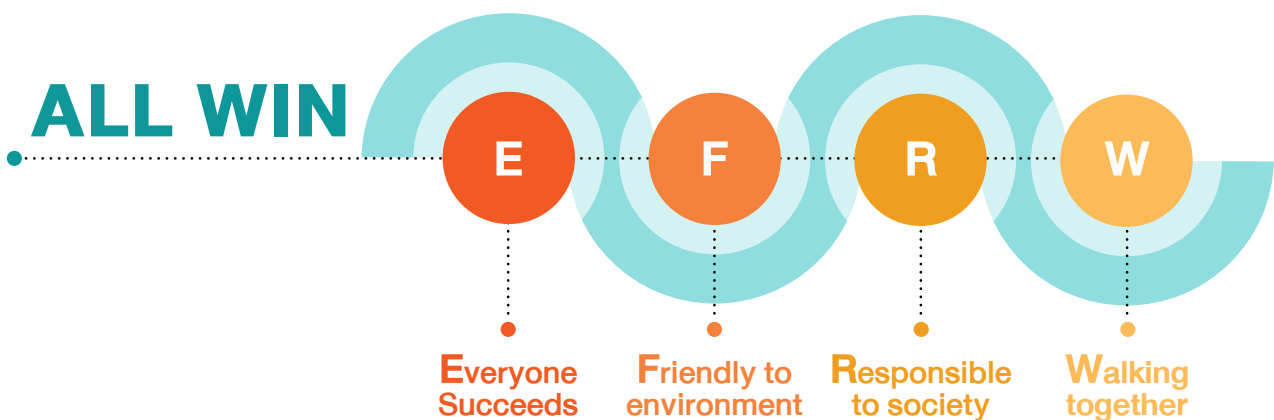 ALL WIN
E
F
R
W
Everyone
Succeeds
Friendly to
environment
Responsible
to society
Walking
together